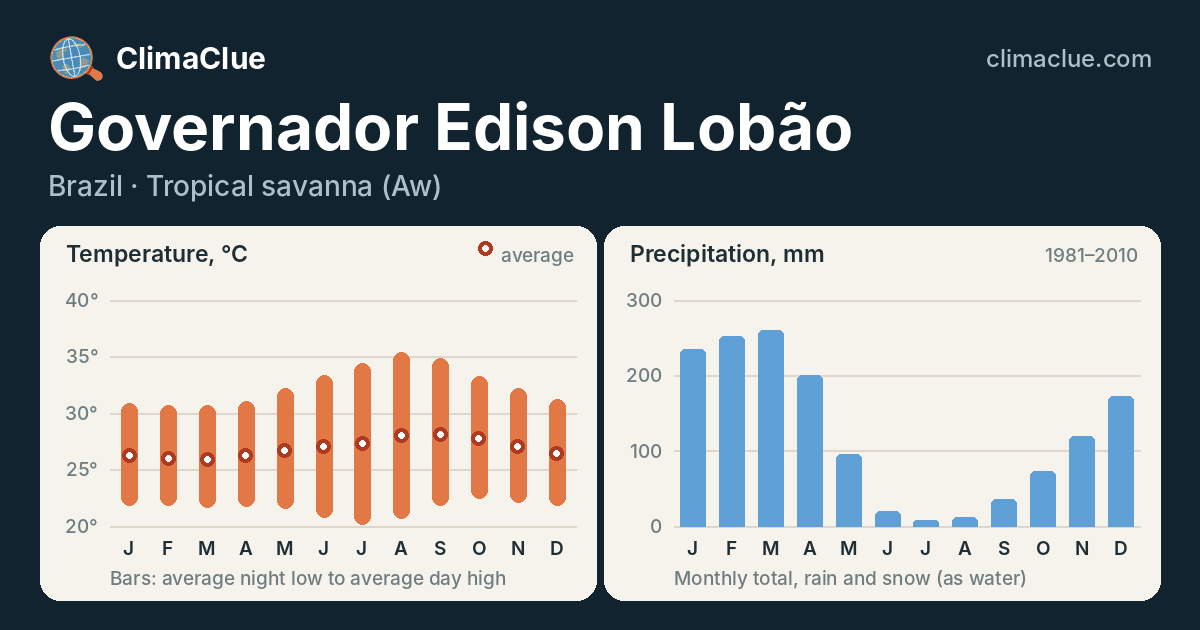 ClimaClue
climaclue.com
Governador Edison Lobão
Brazil · Tropical savanna (Aw)
Temperature, °C
average
40°
35°
30°
25°
20°
J F M A M J J A S O N D
Bars: average night low to average day high
Precipitation, mm
1981–2010
300
200
100
0
J F M A M J J A S O N D
Monthly total, rain and snow (as water)